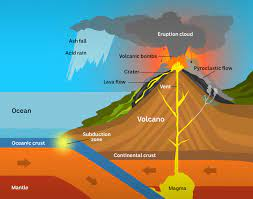 Ash fall
Eruption cloud
Acid rain
Volcanic bombs
Pyroclastic flow
Crater
Lava flow
Vent
Ocean
Volcano
Subduction
zone
Oceanic crust
Continental crust
Mantle
Magma